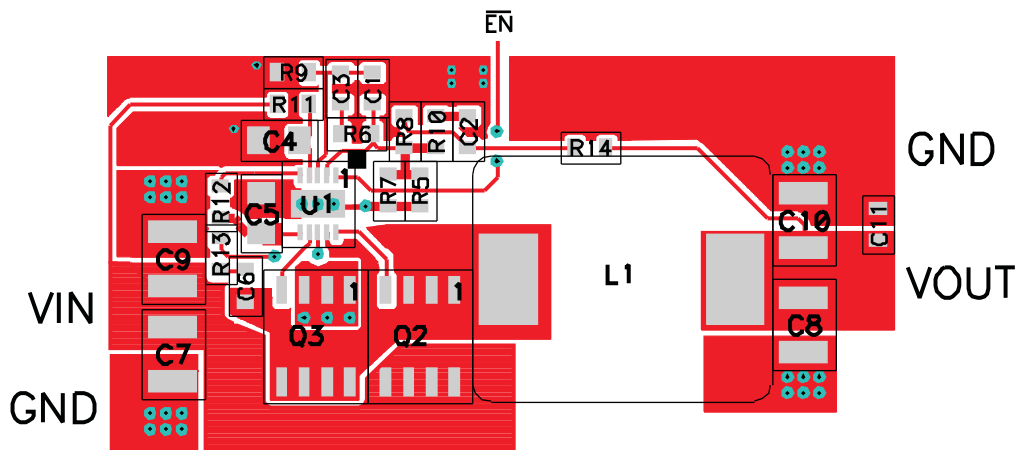 EN
R9
C3
C1
R11
R8
R10
C2
R6
C4
R14
GND
1
R7
R5
R12
C5
U1
C10
C11
R13
C9
C6
L1
VOUT
VIN
1
1
Q3
Q2
C8
C7
GND